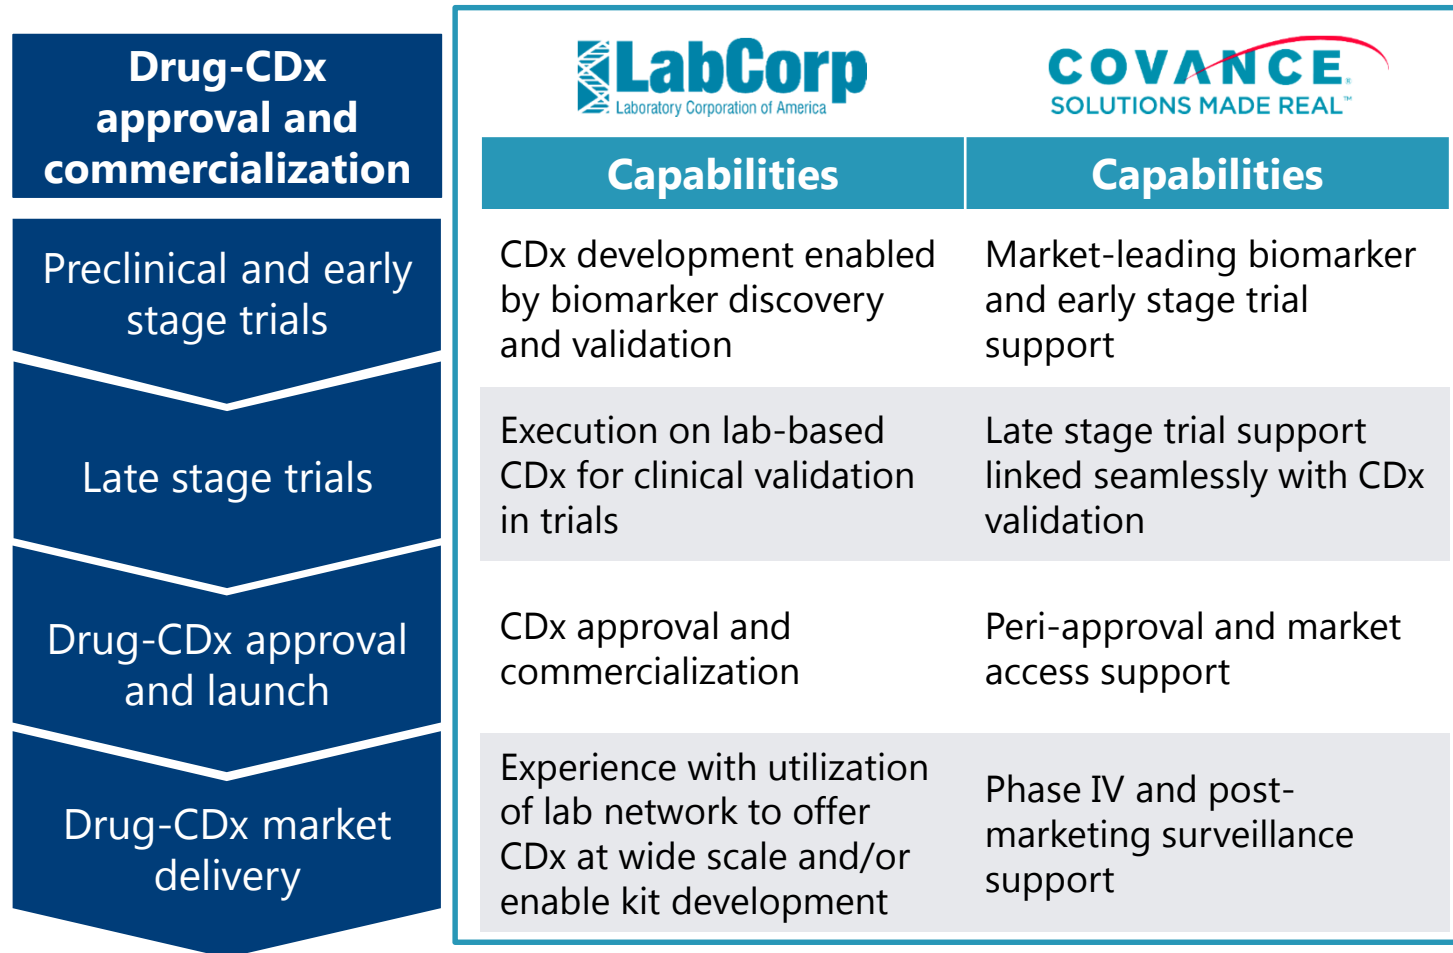 Drug-CDx
approval and
commercialization
LabCorp
Laboratory Corporation of America
COVANCE®
SOLUTIONS MADE REAL™
Capabilities
Capabilities
Preclinical and early
stage trials
CDx development enabled
by biomarker discovery
and validation
Market-leading biomarker
and early stage trial
support
Late stage trials
Execution on lab-based
CDx for clinical validation
in trials
Late stage trial support
linked seamlessly with CDx
validation
Drug-CDx approval
and launch
CDx approval and
commercialization
Peri-approval and market
access support
Drug-CDx market
delivery
Experience with utilization
of lab network to offer
CDx at wide scale and/or
enable kit development
Phase IV and post-
marketing surveillance
support